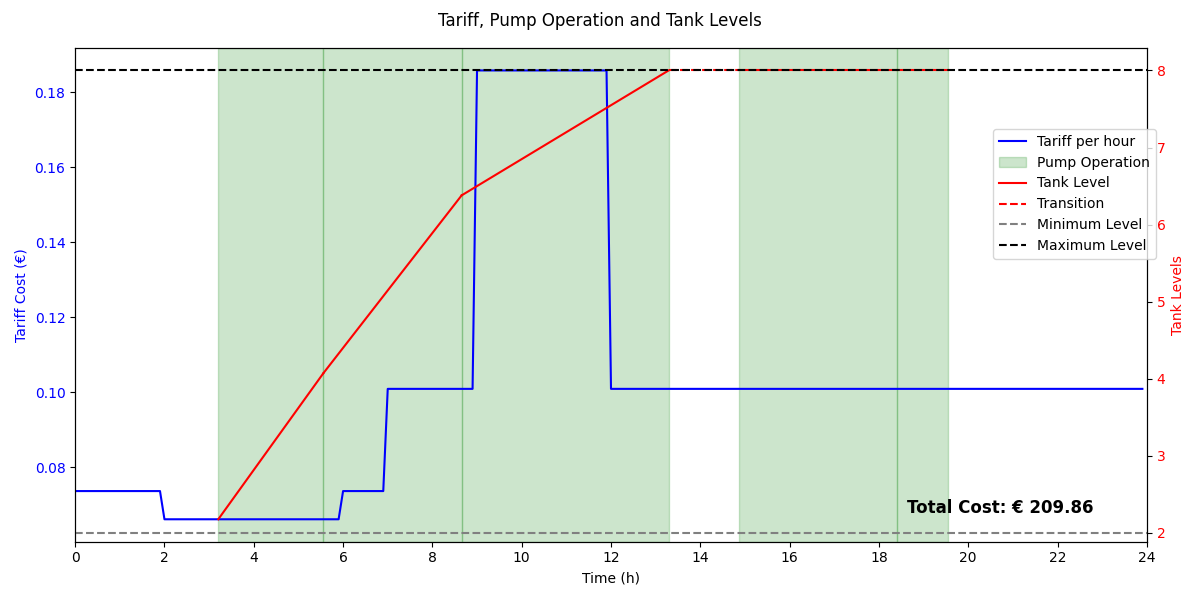 Tariff, Pump Operation and Tank Levels
Tariff Cost (€)
0.18
0.16
0.14
0.12
0.10
0.08
Tariff per hour
Pump Operation
Tank Level
Transition
Minimum Level
Maximum Level
8
7
6
5
4
3
2
Tank Levels
Total Cost: € 209.86
0 2 4 6 8 10 12 14 16 18 20 22 24
Time (h)